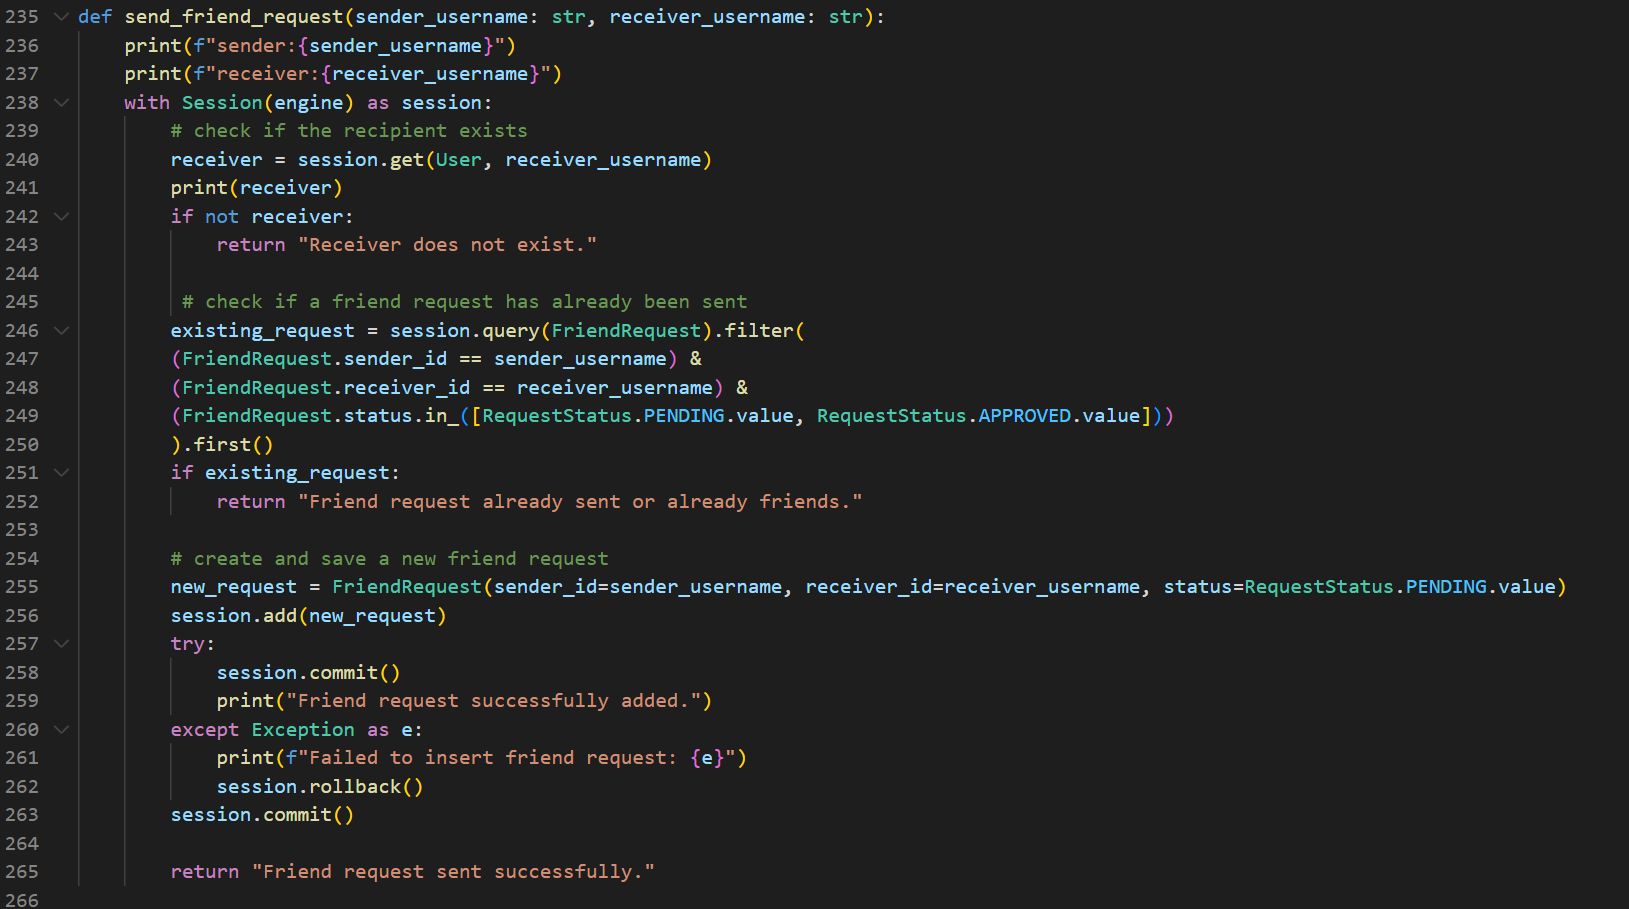 235 def send_friend_request(sender_username: str, receiver_username: str):
236     print(f"sender:{sender_username}")
237     print(f"receiver:{receiver_username}")
238     with Session(engine) as session:
239         # check if the recipient exists
240         receiver = session.get(User, receiver_username)
241         print(receiver)
242         if not receiver:
243             return "Receiver does not exist."
244
245          # check if a friend request has already been sent
246         existing_request = session.query(FriendRequest).filter(
247         (FriendRequest.sender_id == sender_username) &
248         (FriendRequest.receiver_id == receiver_username) &
249         (FriendRequest.status.in_([RequestStatus.PENDING.value, RequestStatus.APPROVED.value]))
250         ).first()
251         if existing_request:
252             return "Friend request already sent or already friends."
253
254         # create and save a new friend request
255         new_request = FriendRequest(sender_id=sender_username, receiver_id=receiver_username, status=RequestStatus.PENDING.value)
256         session.add(new_request)
257         try:
258             session.commit()
259             print("Friend request successfully added.")
260         except Exception as e:
261             print(f"Failed to insert friend request: {e}")
262             session.rollback()
263         session.commit()
264
265         return "Friend request sent successfully."
266